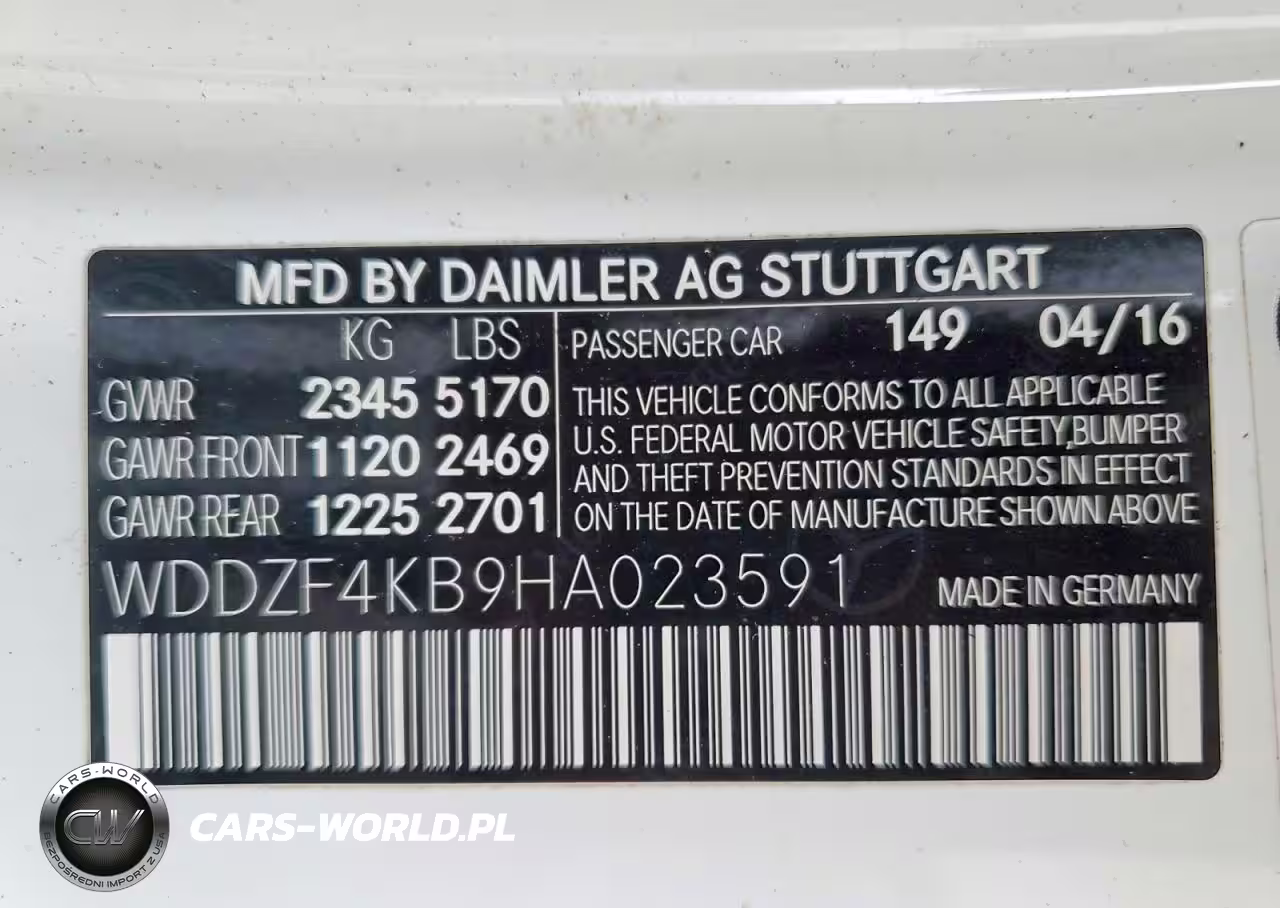 MFD BY DAIMLER AG STUTTGART
KG LBS
GVWR 2345 5170
GAWR FRONT 1120 2469
GAWR REAR 1225 2701
PASSENGER CAR 149 04/16
THIS VEHICLE CONFORMS TO ALL APPLICABLE
U.S. FEDERAL MOTOR VEHICLE SAFETY,BUMPER
AND THEFT PREVENTION STANDARDS IN EFFECT
ON THE DATE OF MANUFACTURE SHOWN ABOVE
WDDZF4KB9HA023591 MADE IN GERMANY
CARS-WORLD
CW
BEZPOŚREDNI IMPORT Z USA
CARS-WORLD.PL